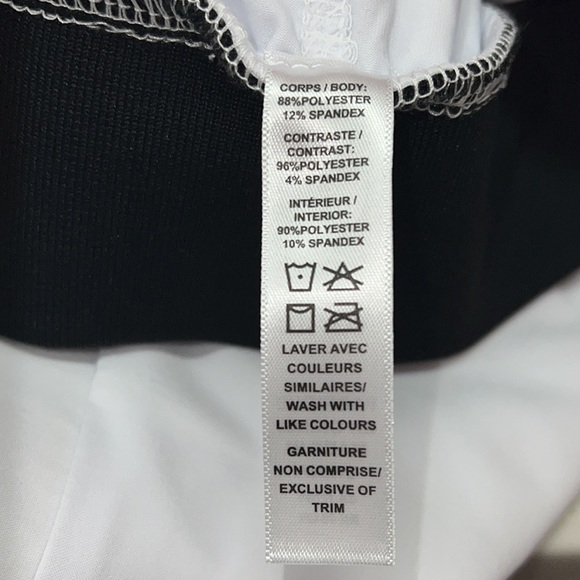 CORPS / BODY:
88%POLYESTER
12% SPANDEX
CONTRASTE /
CONTRAST:
96%POLYESTER
4% SPANDEX
INTÉRIEUR /
INTERIOR:
90%POLYESTER
10% SPANDEX
LAVER AVEC
COULEURS
SIMILAIRES/
WASH WITH
LIKE COLOURS
GARNITURE
NON COMPRISE/
EXCLUSIVE OF
TRIM